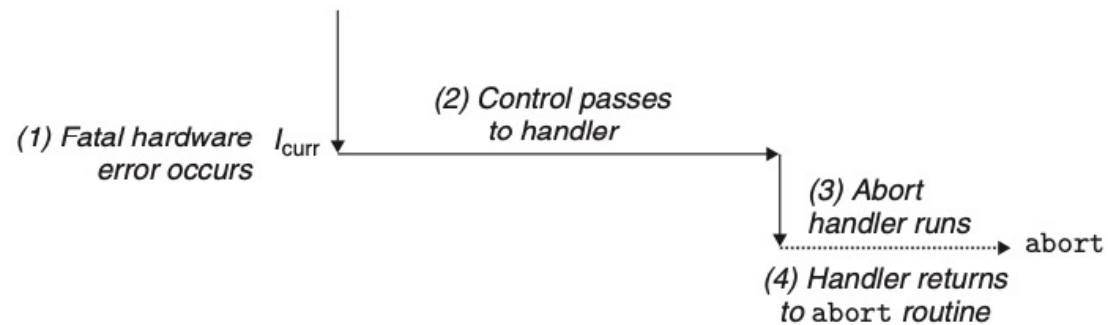 (1) Fatal hardware
error occurs
Icurr
(2) Control passes
to handler
(3) Abort
handler runs
abort
(4) Handler returns
to abort routine